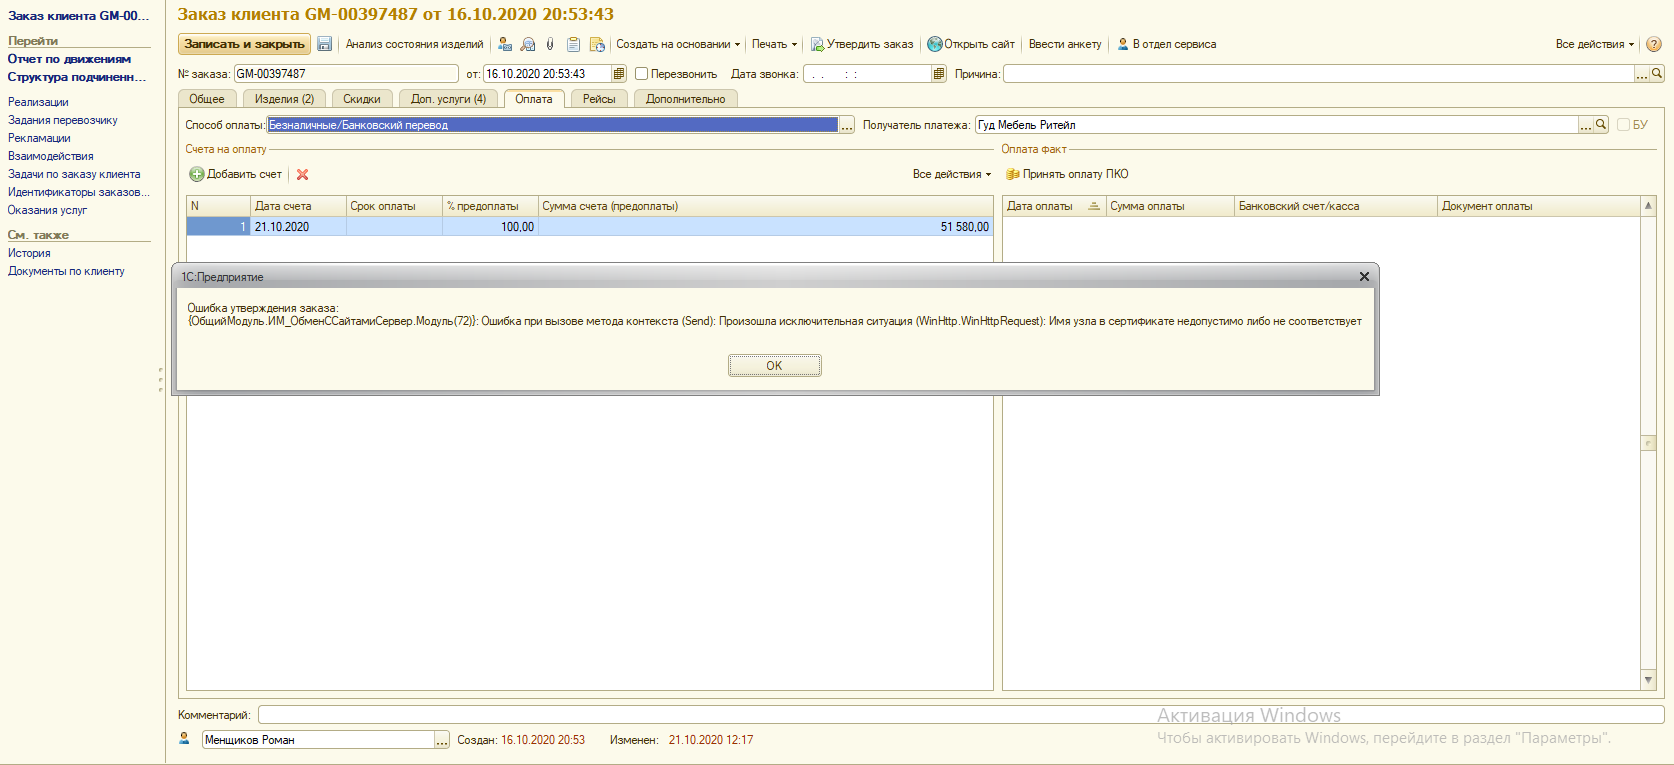 Заказ клиента GM-00...
Перейти
Отчет по движениям
Структура подчиненн...
Реализации
Задания перевозчику
Рекламации
Взаимодействия
Задачи по заказу клиента
Идентификаторы заказов...
Оказания услуг
См. также
История
Документы по клиенту
Заказ клиента GM-00397487 от 16.10.2020 20:53:43
Записать и закрыть Анализ состояния изделий Создать на основании Печать Утвердить заказ Открыть сайт Ввести анкету В отдел сервиса Все действия ?
№ заказа: GM-00397487 от: 16.10.2020 20:53:43 Перезвонить Дата звонка: . . : : Причина: ...
Общее Изделия (2) Скидки Доп. услуги (4) Оплата Рейсы Дополнительно
Способ оплаты: Безналичные/Банковский перевод ... Получатель платежа: Гуд Мебель Ритейл ... БУ
Счета на оплату Оплата факт
Добавить счет Все действия Принять оплату ПКО
N Дата счета Срок оплаты % предоплаты Сумма счета (предоплаты) Дата оплаты Сумма оплаты Банковский счет/касса Документ оплаты
1 21.10.2020 100,00 51 580,00
1С:Предприятие
Ошибка утверждения заказа:
{ОбщийМодуль.ИМ_ОбменССайтамиСервер.Модуль(72)}: Ошибка при вызове метода контекста (Send): Произошла исключительная ситуация (WinHttp.WinHttpRequest): Имя узла в сертификате недопустимо либо не соответствует
OK
Комментарий:
Менщиков Роман ... Создан: 16.10.2020 20:53 Изменен: 21.10.2020 12:17
Активация Windows
Чтобы активировать Windows, перейдите в раздел "Параметры".